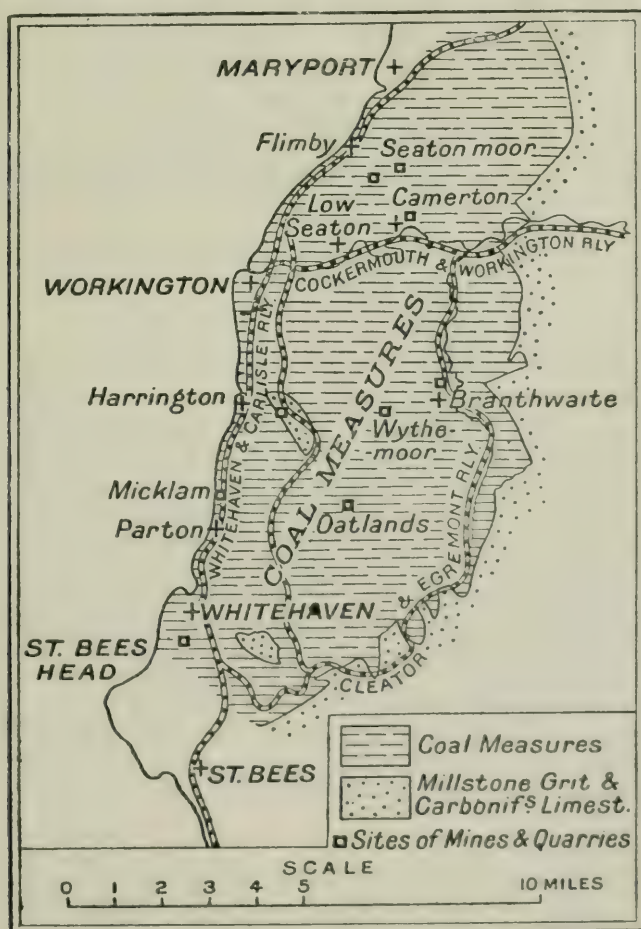 MARYPORT
Flimby
Seaton moor
Camerton
Low
Seaton
COCKERMOUTH & WORKINGTON RLY
WORKINGTON
WHITEHAVEN & CARLISLE RLY.
COAL MEASURES
Harrington
Branthwaite
Wythe-
moor
Micklam
Parton
Oatlands
CLEATOR & EGREMONT RLY.
WHITEHAVEN
ST. BEES
HEAD
ST. BEES
Coal Measures
Millstone Grit &
Carbonif.s Limest.
Sites of Mines & Quarries
SCALE
0 1 2 3 4 5 10 MILES